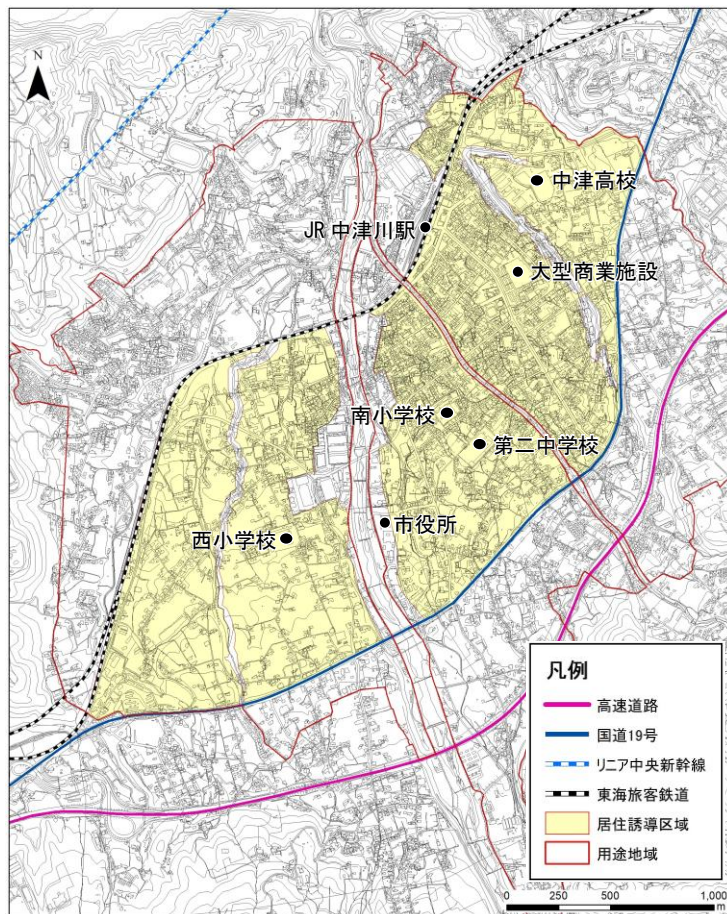 N
中津高校
JR 中津川駅
大型商業施設
南小学校
第二中学校
市役所
西小学校
凡例
高速道路
国道19号
リニア中央新幹線
東海旅客鉄道
居住誘導区域
用途地域
0 500 1,000
m